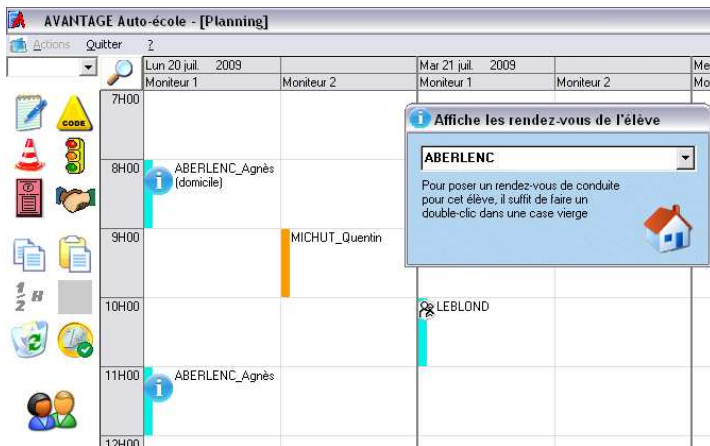 AVANTAGE Auto-école - [Planning]
Actions Quitter ?
Lun 20 juil. 2009 Mar 21 juil. 2009 Me
Moniteur 1 Moniteur 2 Moniteur 1 Moniteur 2 Mo
7H00
Affiche les rendez-vous de l'élève
CODE
ABERLENC
8H00 ABERLENC_Agnès
(domicile)
Pour poser un rendez-vous de conduite
pour cet élève, il suffit de faire un
double-clic dans une case vierge
9H00 MICHUT_Quentin
1/2 H
10H00 LEBLOND
11H00 ABERLENC_Agnès
12H00